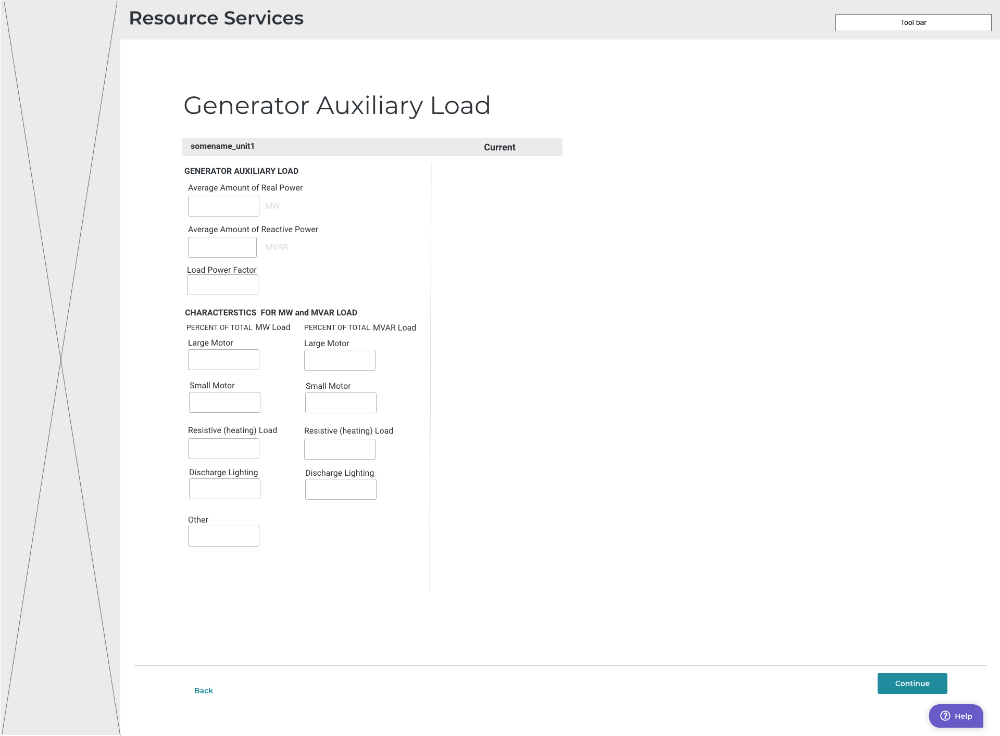 Resource Services
Tool bar
Generator Auxiliary Load
somename_unit1 Current
GENERATOR AUXILIARY LOAD
Average Amount of Real Power
MW
Average Amount of Reactive Power
MVAR
Load Power Factor
CHARACTERSTICS  FOR MW and MVAR LOAD
PERCENT OF TOTAL MW Load PERCENT OF TOTAL MVAR Load
Large Motor Large Motor
Small Motor Small Motor
Resistive (heating) Load Resistive (heating) Load
Discharge Lighting Discharge Lighting
Other
Back
Continue
Help